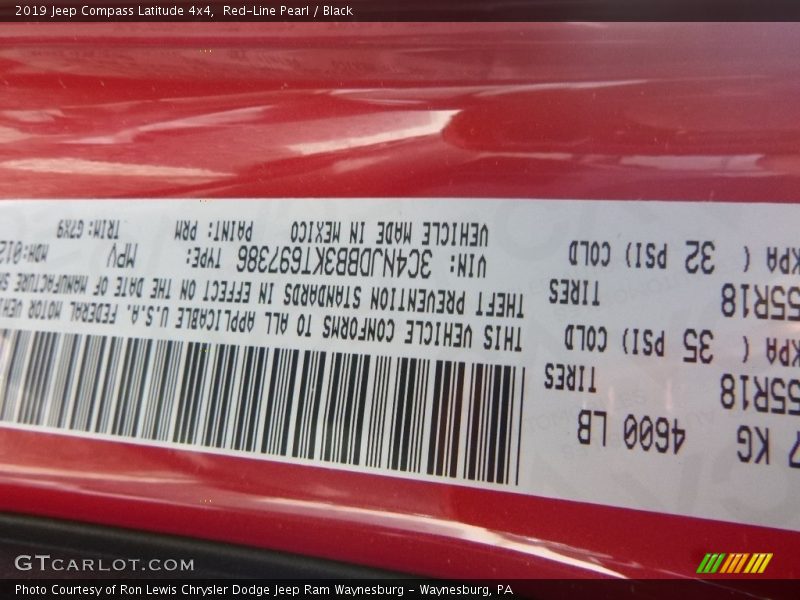 2019 Jeep Compass Latitude 4x4, Red-Line Pearl / Black
KG 4600 LB
55R18 TIRES
KPA ( 35 PSI) COLD
55R18 TIRES
KPA ( 32 PSI) COLD
THIS VEHICLE CONFORMS TO ALL APPLICABLE U.S.A. FEDERAL MOTOR
THEFT PREVENTION STANDARDS IN EFFECT ON THE DATE OF MANUFACTURE
VIN: 3C4NJDBB3KT697386 TYPE: MPV MDH:012
VEHICLE MADE IN MEXICO PAINT: PRM TRIM: G7X9
GTCARLOT.COM
Photo Courtesy of Ron Lewis Chrysler Dodge Jeep Ram Waynesburg - Waynesburg, PA